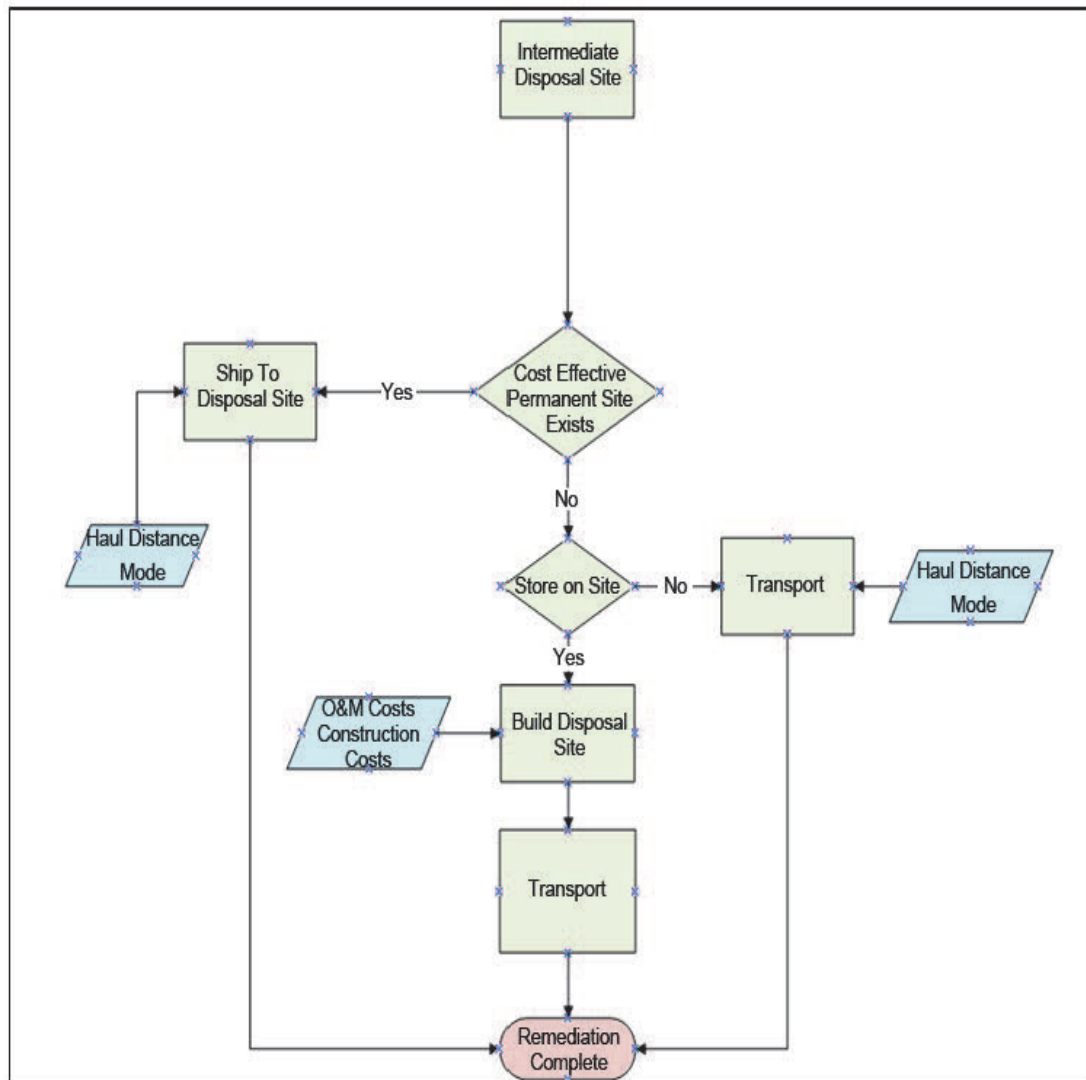 Intermediate
Disposal Site
Ship To
Disposal Site
Yes
Cost Effective
Permanent Site
Exists
No
Haul Distance
Mode
Store on Site
No
Transport
Haul Distance
Mode
Yes
O&M Costs
Construction
Costs
Build Disposal
Site
Transport
Remediation
Complete